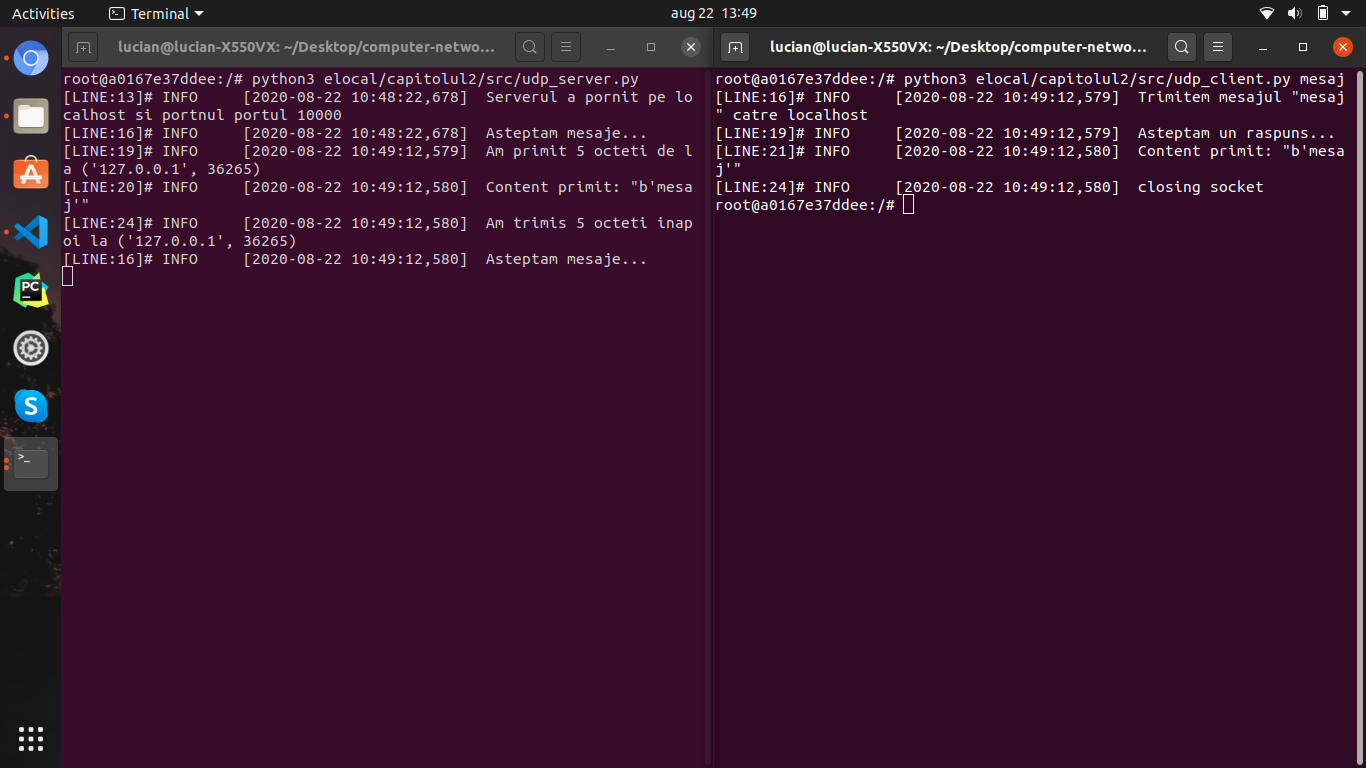 Activities
Terminal
aug 22 13:49
lucian@lucian-X550VX: ~/Desktop/computer-netwo...
root@a0167e37ddee:/# python3 elocal/capitolul2/src/udp_server.py
[LINE:13]# INFO     [2020-08-22 10:48:22,678]  Serverul a pornit pe lo
calhost si portnul portul 10000
[LINE:16]# INFO     [2020-08-22 10:48:22,678]  Asteptam mesaje...
[LINE:19]# INFO     [2020-08-22 10:49:12,579]  Am primit 5 octeti de l
a ('127.0.0.1', 36265)
[LINE:20]# INFO     [2020-08-22 10:49:12,580]  Content primit: "b'mesa
j'"
[LINE:24]# INFO     [2020-08-22 10:49:12,580]  Am trimis 5 octeti inap
oi la ('127.0.0.1', 36265)
[LINE:16]# INFO     [2020-08-22 10:49:12,580]  Asteptam mesaje...
lucian@lucian-X550VX: ~/Desktop/computer-netwo...
root@a0167e37ddee:/# python3 elocal/capitolul2/src/udp_client.py mesaj
[LINE:16]# INFO     [2020-08-22 10:49:12,579]  Trimitem mesajul "mesaj
" catre localhost
[LINE:19]# INFO     [2020-08-22 10:49:12,579]  Asteptam un raspuns...
[LINE:21]# INFO     [2020-08-22 10:49:12,580]  Content primit: "b'mesa
j'"
[LINE:24]# INFO     [2020-08-22 10:49:12,580]  closing socket
root@a0167e37ddee:/#
PC
S
>_